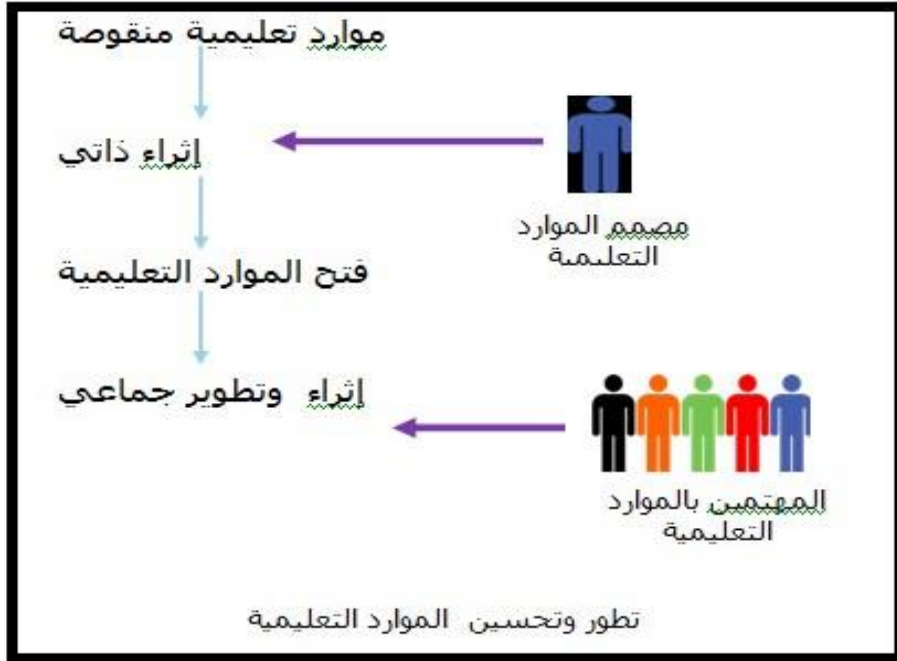 موارد تعليمية منقوصة
إثراء ذاتي
مصمم الموارد
التعليمية
فتح الموارد التعليمية
إثراء وتطوير جماعي
المهتمين بالموارد
التعليمية
تطور وتحسين الموارد التعليمية